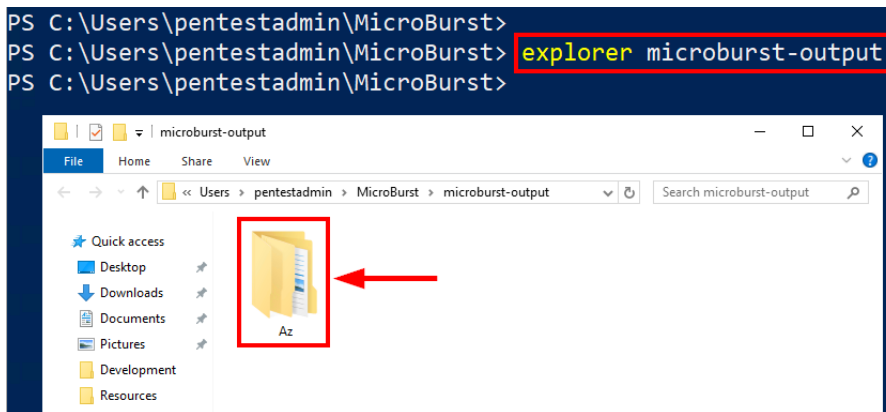 PS C:\Users\pentestadmin\MicroBurst>
PS C:\Users\pentestadmin\MicroBurst> explorer microburst-output
PS C:\Users\pentestadmin\MicroBurst>
microburst-output
File Home Share View
« Users › pentestadmin › MicroBurst › microburst-output Search microburst-output
Quick access
Desktop
Downloads
Documents
Pictures
Development
Resources
Az